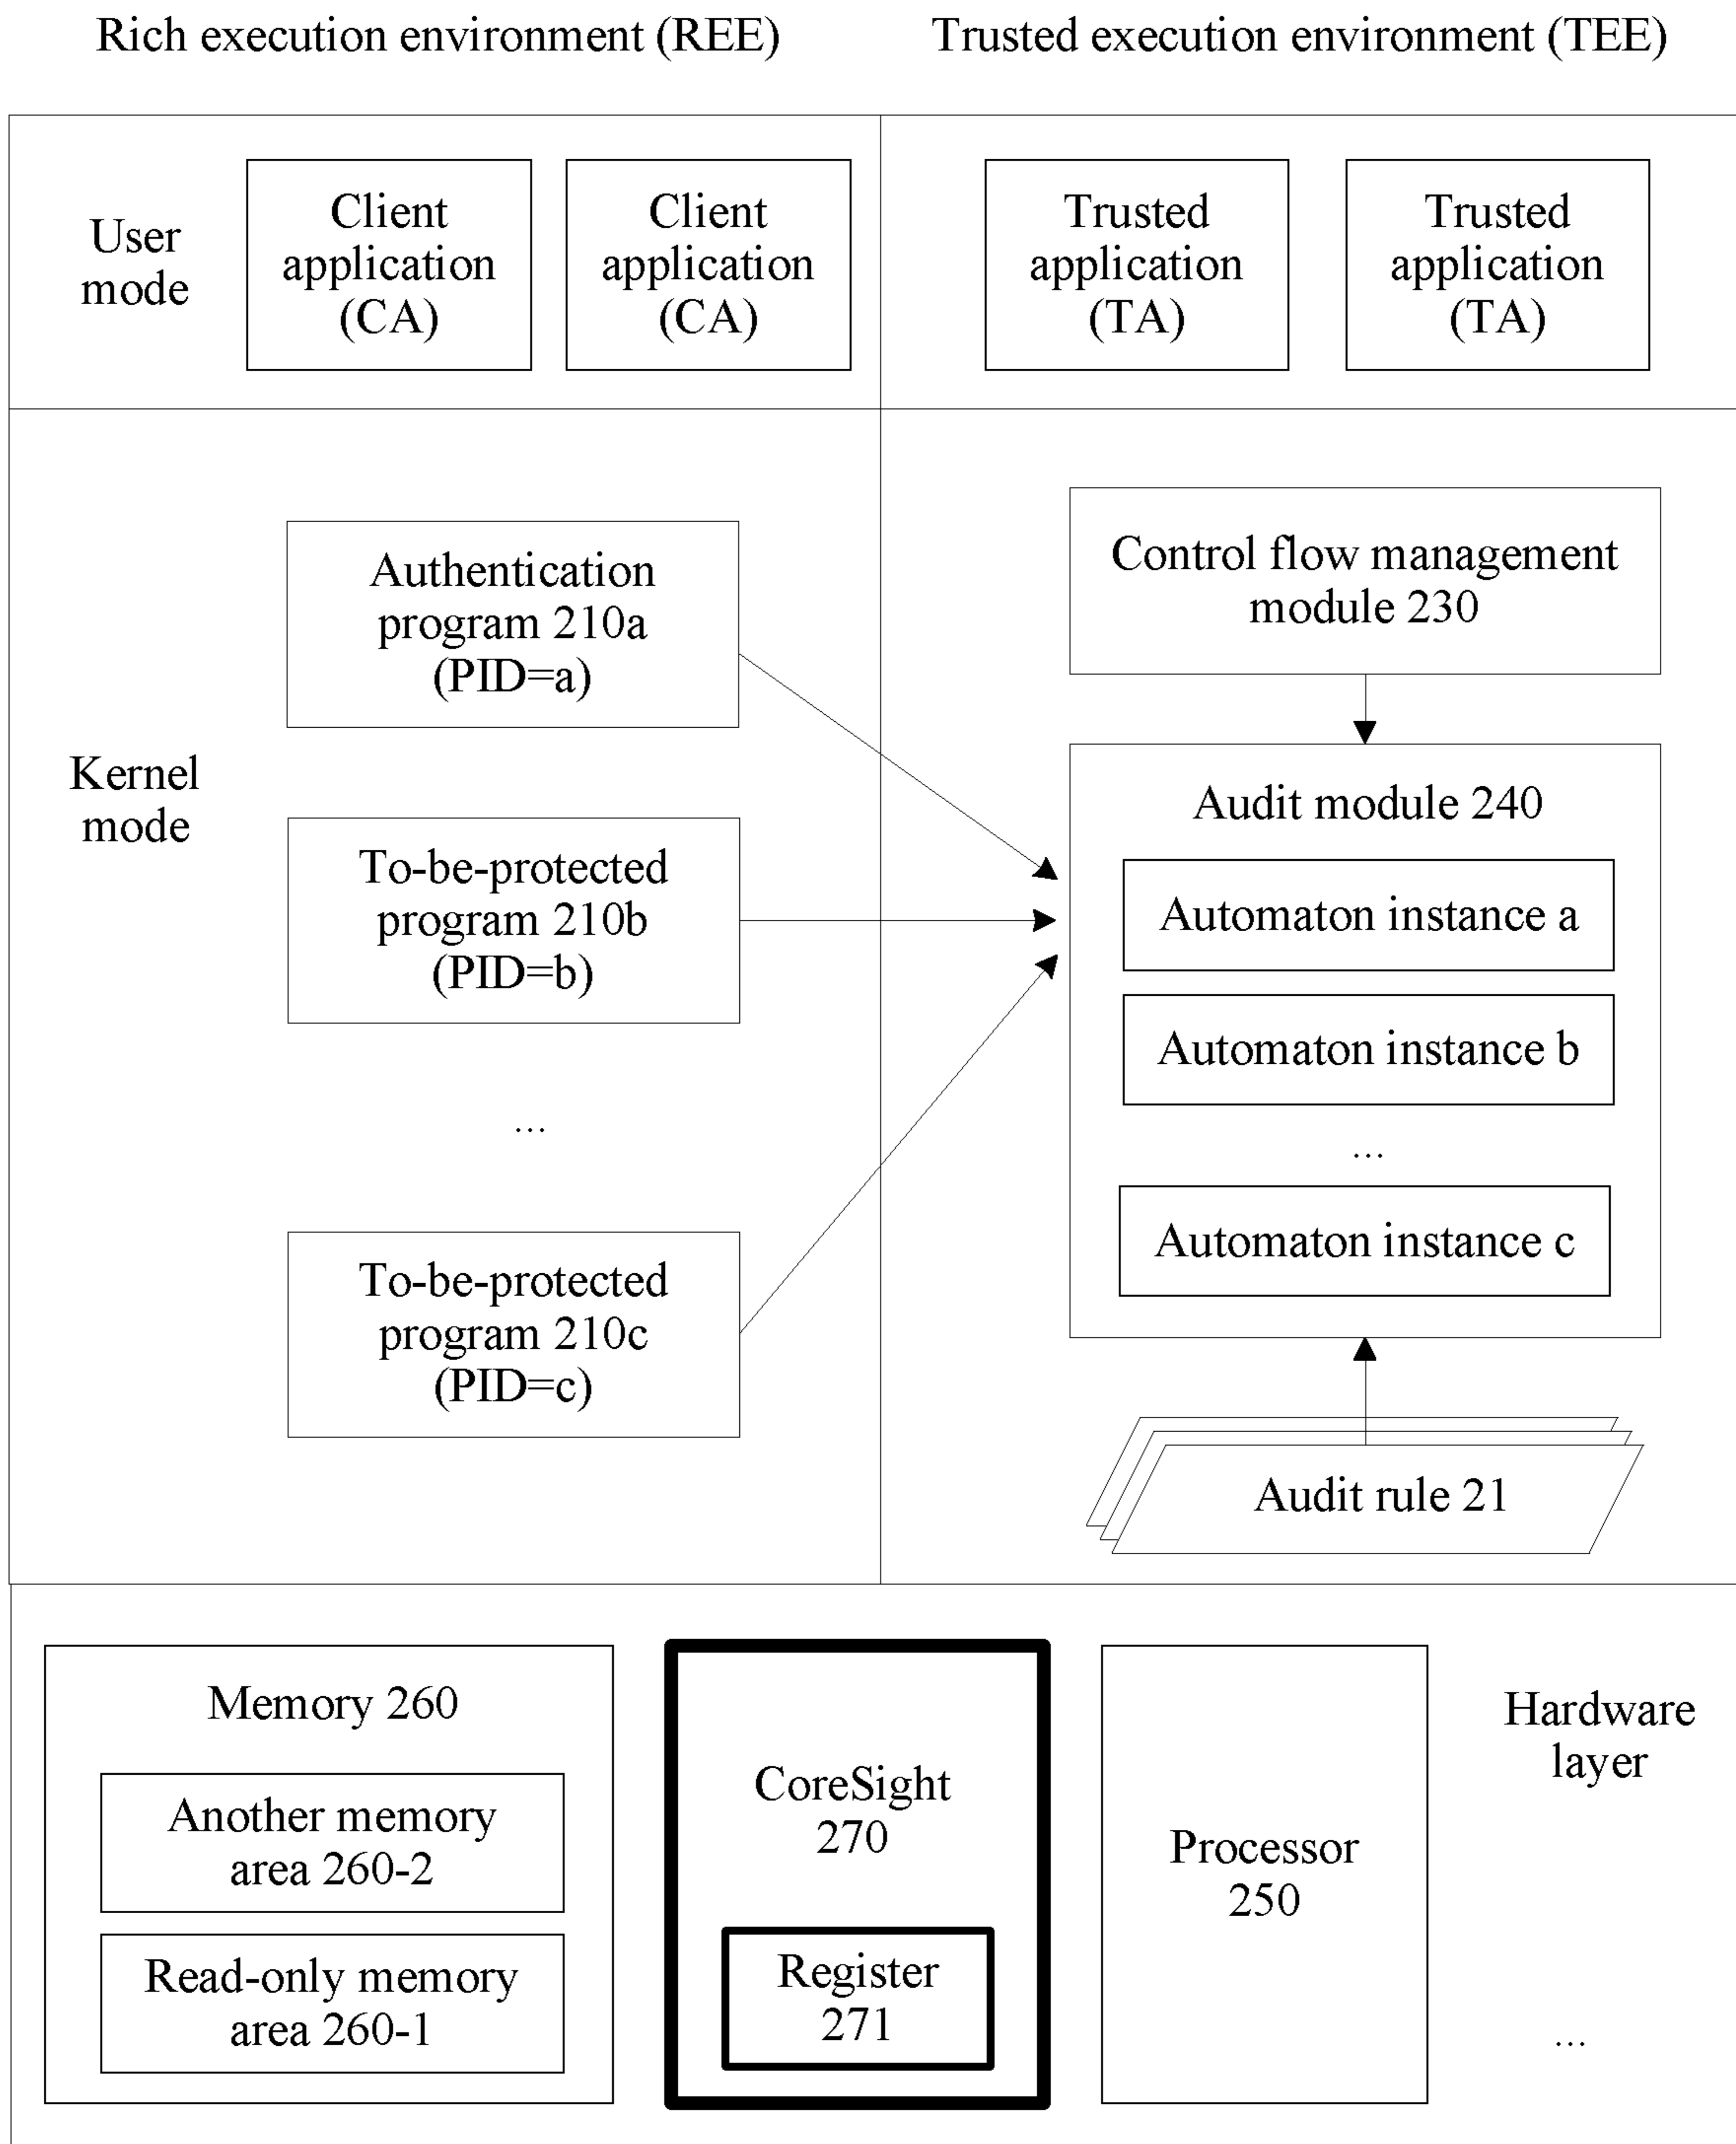 Rich execution environment (REE)
Trusted execution environment (TEE)
User
mode
Client
application
(CA)
Client
application
(CA)
Trusted
application
(TA)
Trusted
application
(TA)
Kernel
mode
Authentication
program 210a
(PID=a)
To-be-protected
program 210b
(PID=b)
...
To-be-protected
program 210c
(PID=c)
Control flow management
module 230
Audit module 240
Automaton instance a
Automaton instance b
...
Automaton instance c
Audit rule 21
Memory 260
Another memory
area 260-2
Read-only memory
area 260-1
CoreSight
270
Register
271
Processor
250
Hardware
layer
...